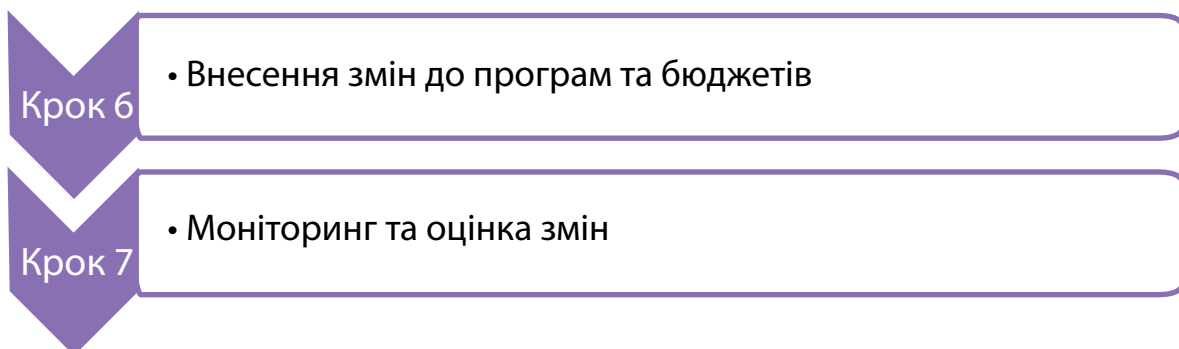 Крок 6
• Внесення змін до програм та бюджетів
Крок 7
• Моніторинг та оцінка змін